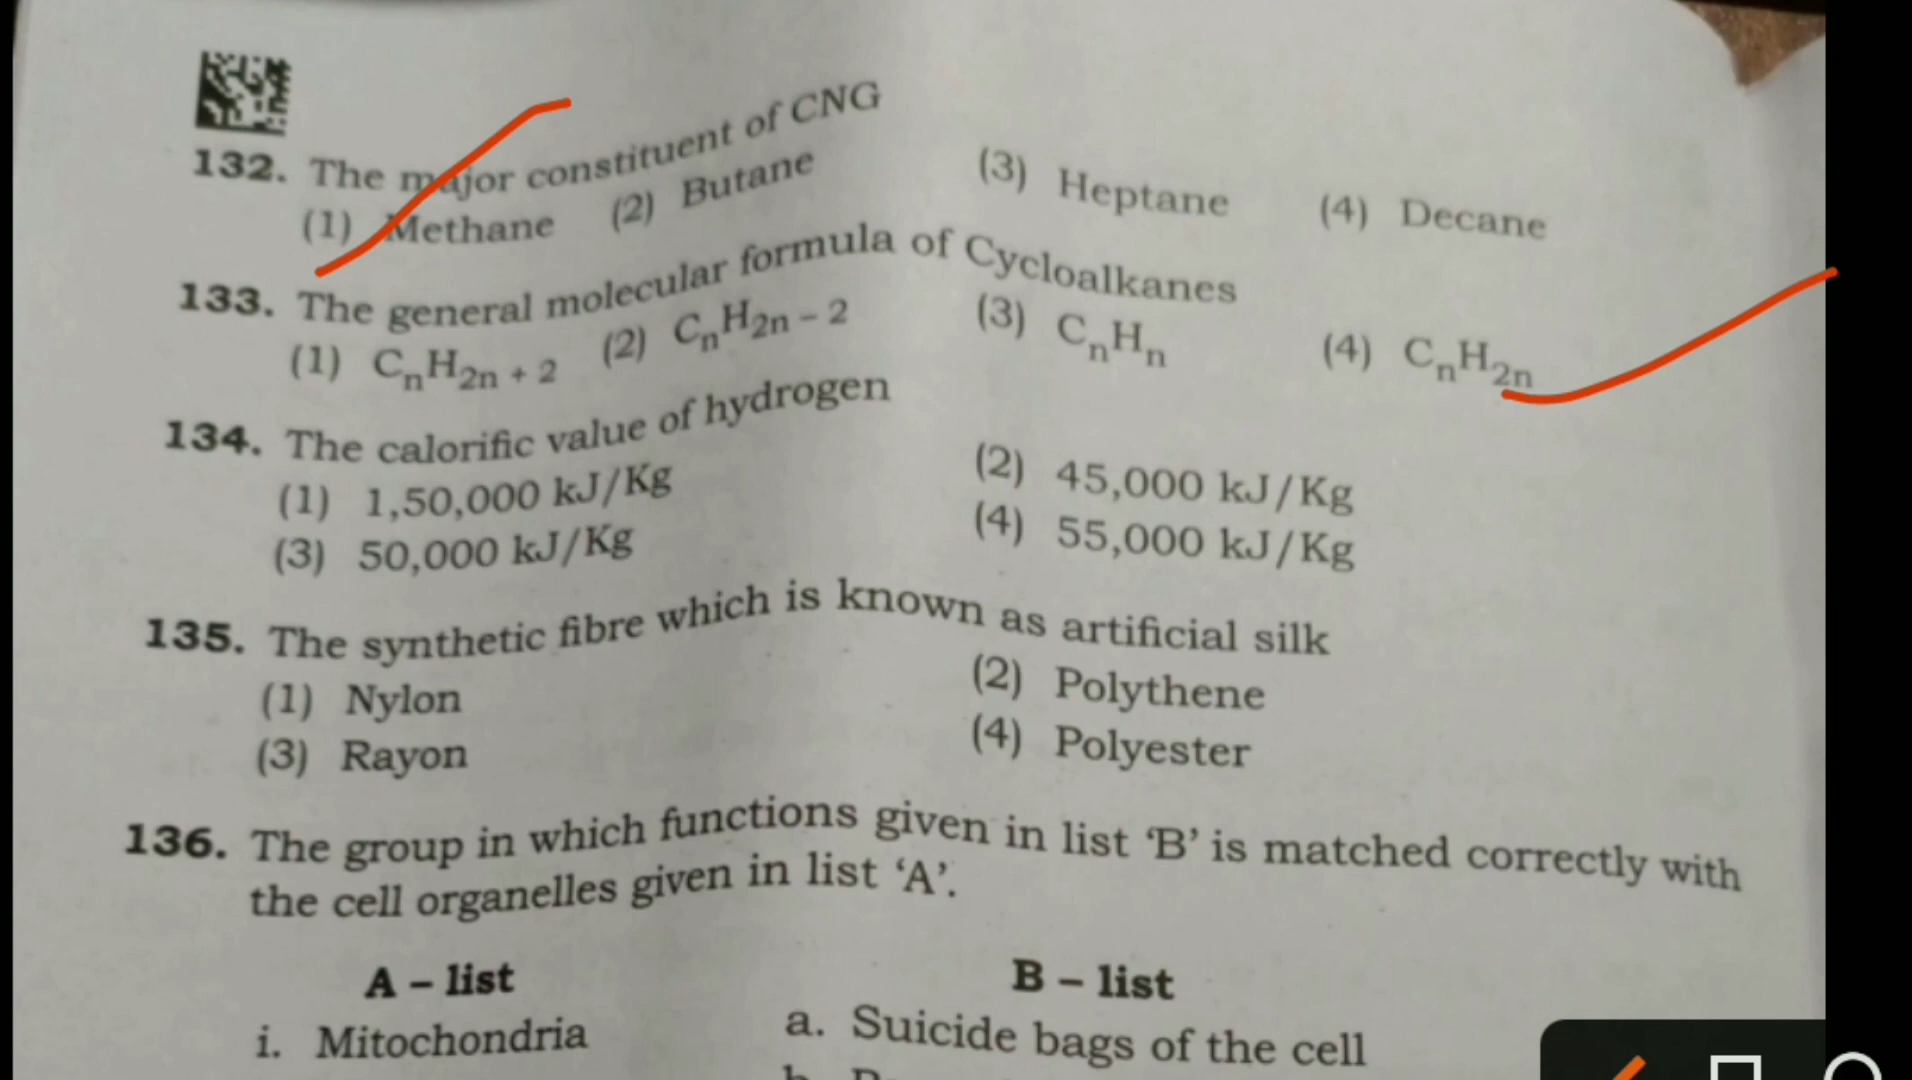 132. The major constituent of CNG
(1) Methane (2) Butane (3) Heptane (4) Decane
133. The general molecular formula of Cycloalkanes
(1) CₙH₂ₙ₊₂ (2) CₙH₂ₙ₋₂ (3) CₙHₙ (4) CₙH₂ₙ
134. The calorific value of hydrogen
(1) 1,50,000 kJ/Kg (2) 45,000 kJ/Kg
(3) 50,000 kJ/Kg (4) 55,000 kJ/Kg
135. The synthetic fibre which is known as artificial silk
(1) Nylon (2) Polythene
(3) Rayon (4) Polyester
136. The group in which functions given in list ‘B’ is matched correctly with
the cell organelles given in list ‘A’.
A – list B – list
i. Mitochondria a. Suicide bags of the cell